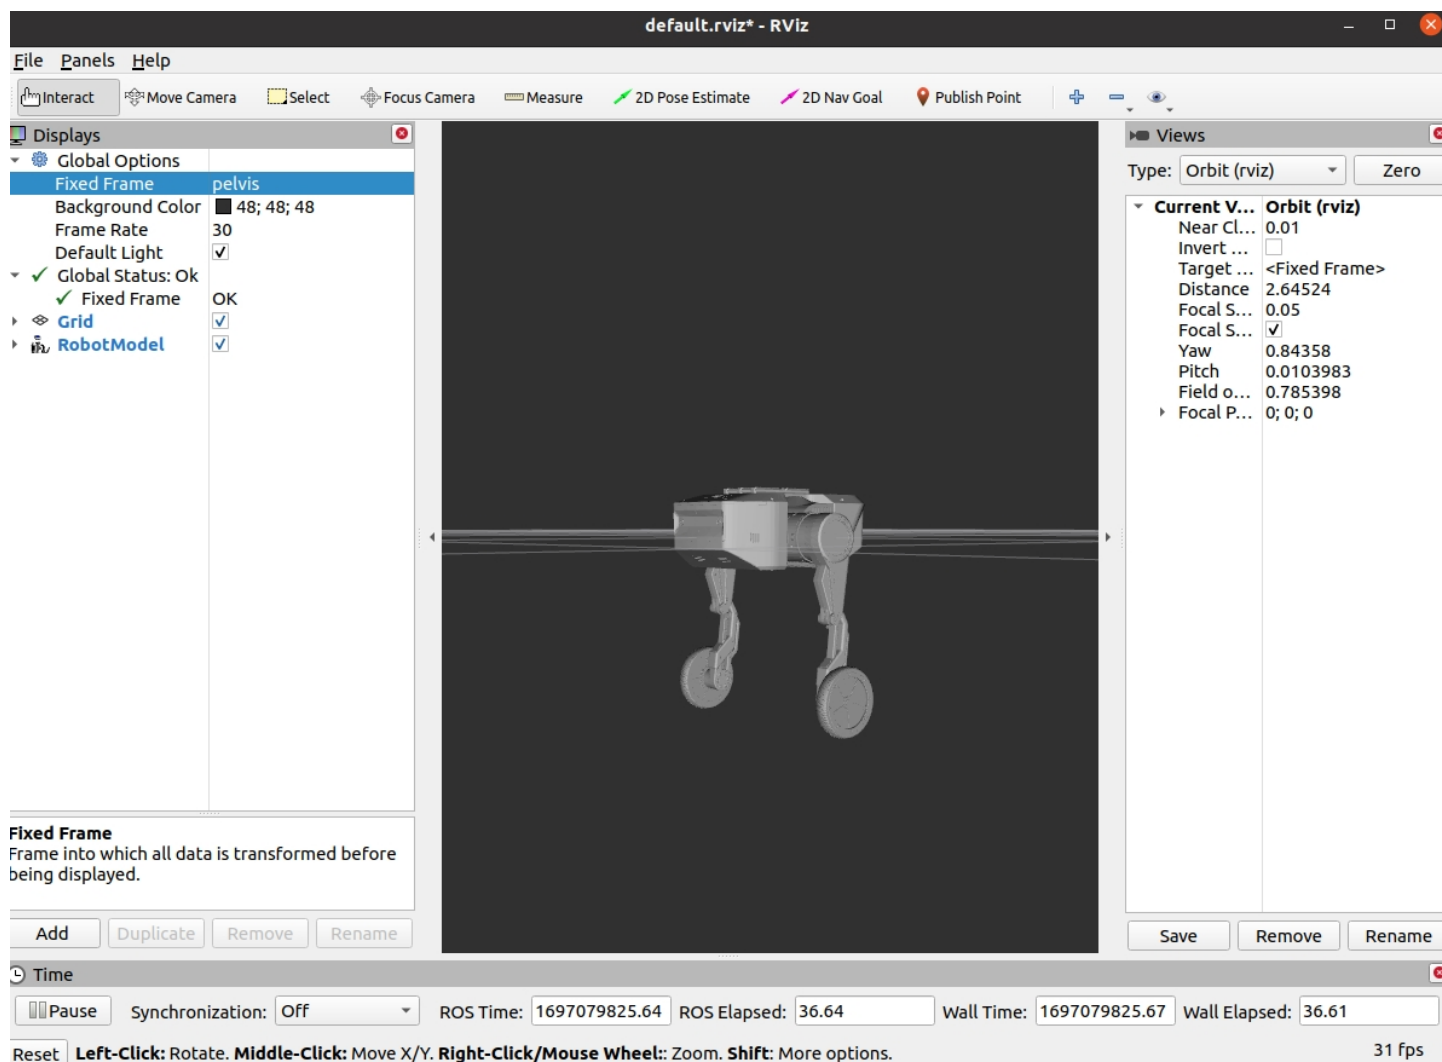 default.rviz* - RViz
File Panels Help
Interact Move Camera Select Focus Camera Measure 2D Pose Estimate 2D Nav Goal Publish Point
Displays
Global Options
Fixed Frame pelvis
Background Color 48; 48; 48
Frame Rate 30
Default Light
Global Status: Ok
Fixed Frame OK
Grid
RobotModel
Fixed Frame
Frame into which all data is transformed before
being displayed.
Add Duplicate Remove Rename
Views
Type: Orbit (rviz) Zero
Current V... Orbit (rviz)
Near Cl... 0.01
Invert ...
Target ... <Fixed Frame>
Distance 2.64524
Focal S... 0.05
Focal S...
Yaw 0.84358
Pitch 0.0103983
Field o... 0.785398
Focal P... 0; 0; 0
Save Remove Rename
Time
Pause Synchronization: Off ROS Time: 1697079825.64 ROS Elapsed: 36.64 Wall Time: 1697079825.67 Wall Elapsed: 36.61
Reset Left-Click: Rotate. Middle-Click: Move X/Y. Right-Click/Mouse Wheel:: Zoom. Shift: More options. 31 fps